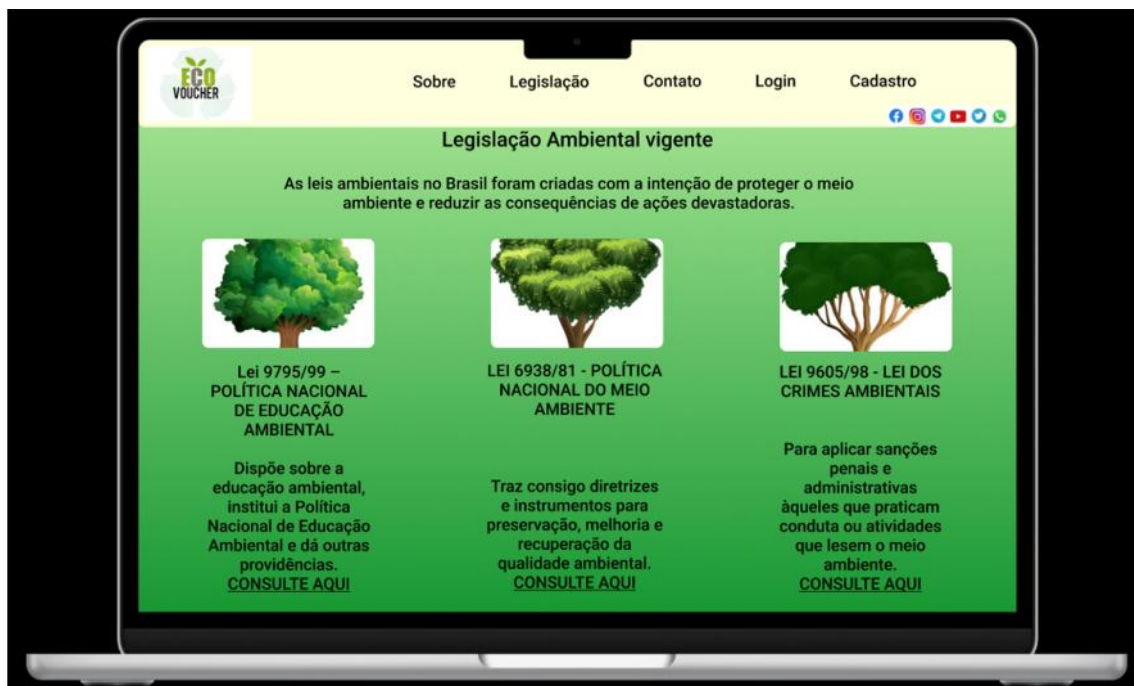 ECO
VOUCHER
Sobre Legislação Contato Login Cadastro
Legislação Ambiental vigente
As leis ambientais no Brasil foram criadas com a intenção de proteger o meio
ambiente e reduzir as consequências de ações devastadoras.
Lei 9795/99 –
POLÍTICA NACIONAL
DE EDUCAÇÃO
AMBIENTAL
Dispõe sobre a
educação ambiental,
institui a Política
Nacional de Educação
Ambiental e dá outras
providências.
CONSULTE AQUI
LEI 6938/81 - POLÍTICA
NACIONAL DO MEIO
AMBIENTE
Traz consigo diretrizes
e instrumentos para
preservação, melhoria e
recuperação da
qualidade ambiental.
CONSULTE AQUI
LEI 9605/98 - LEI DOS
CRIMES AMBIENTAIS
Para aplicar sanções
penais e
administrativas
àqueles que praticam
conduta ou atividades
que lesem o meio
ambiente.
CONSULTE AQUI